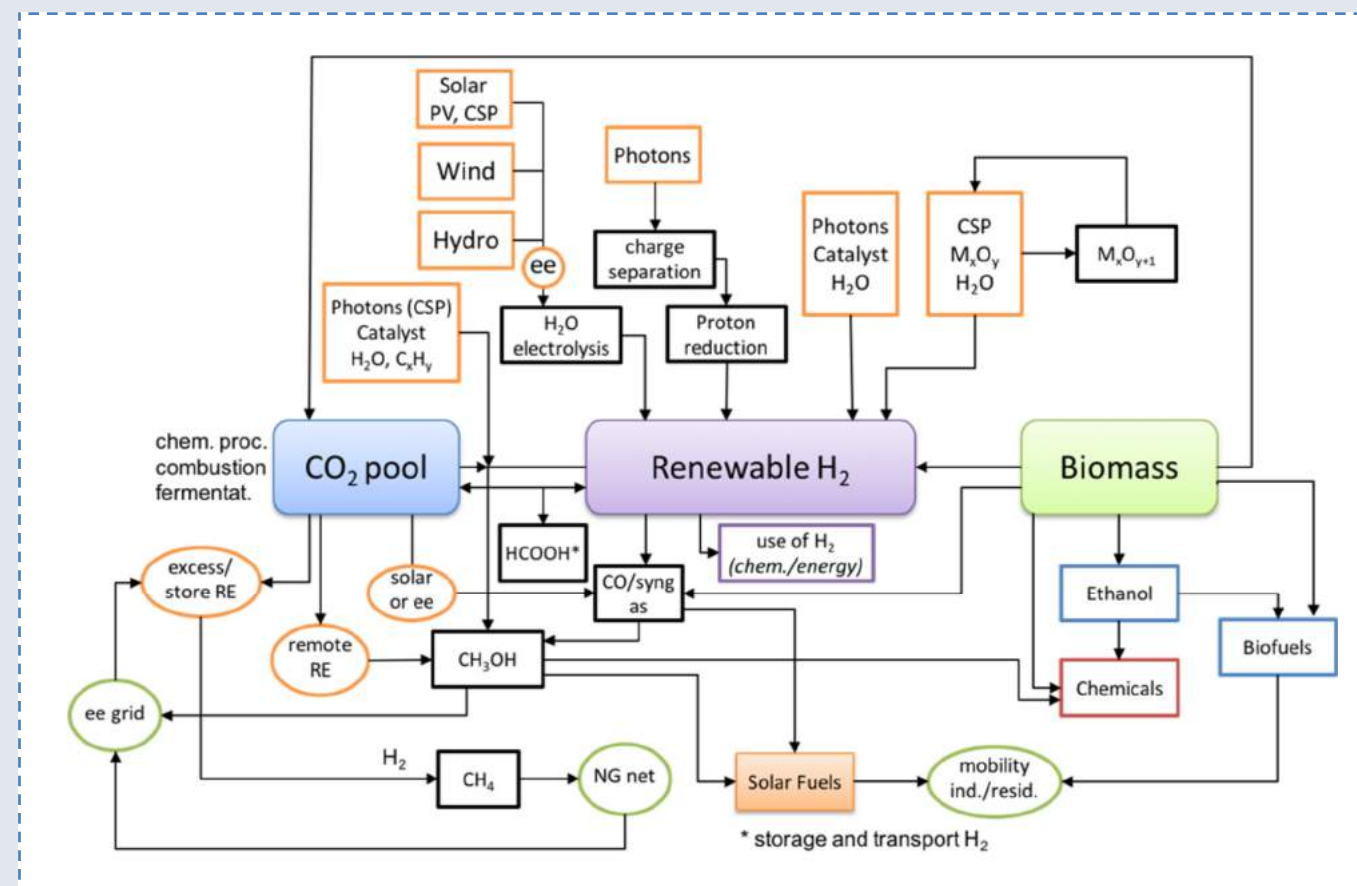 Solar
PV, CSP
Wind
Hydro
ee
Photons
charge
separation
Photons
Catalyst
H₂O
CSP
MₓOᵧ
H₂O
MₓOᵧ₊₁
Photons (CSP)
Catalyst
H₂O, CₓHᵧ
H₂O
electrolysis
Proton
reduction
chem. proc.
combustion
fermentat.
CO₂ pool
Renewable H₂
Biomass
excess/
store RE
solar
or ee
HCOOH*
CO/syng
as
use of H₂
(chem./energy)
Ethanol
Biofuels
remote
RE
CH₃OH
Chemicals
ee grid
H₂
CH₄
NG net
Solar Fuels
mobility
ind./resid.
* storage and transport H₂